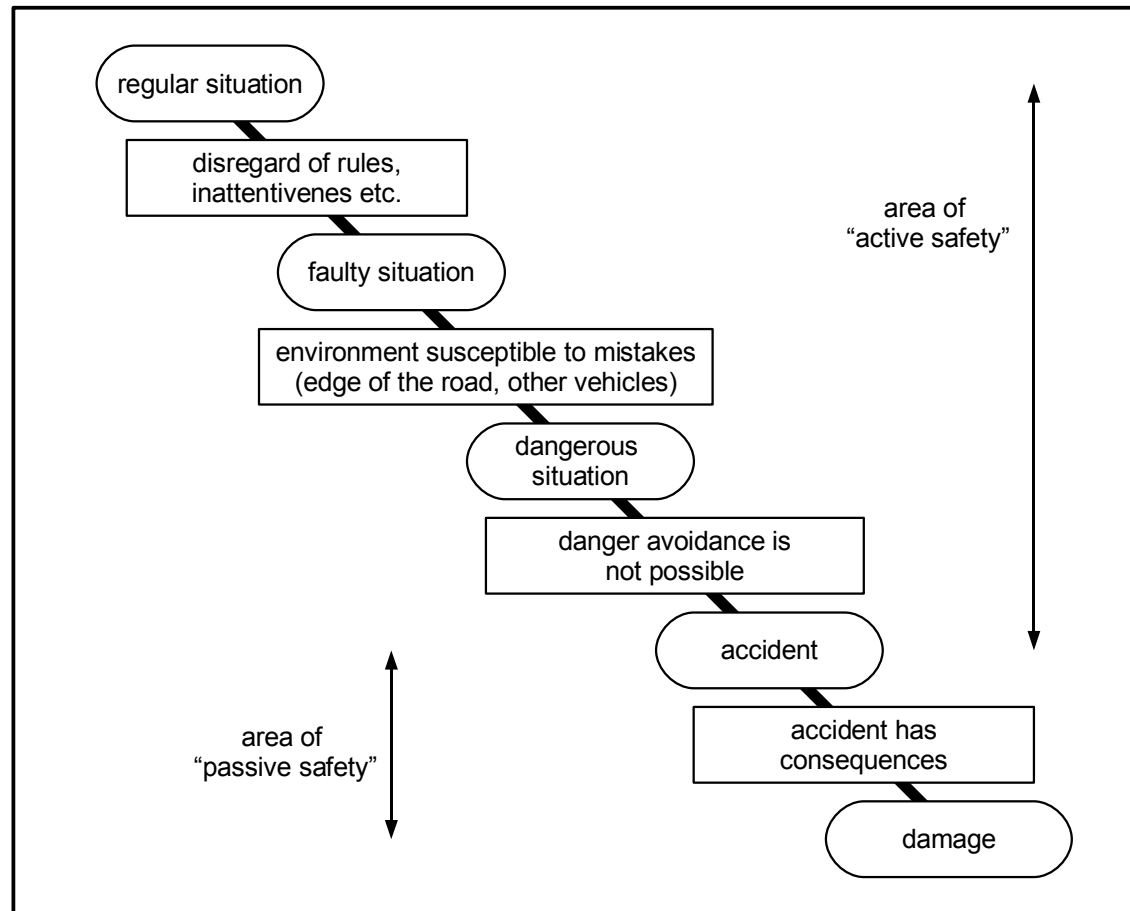 regular situation
disregard of rules,
inattentivenes etc.
area of
“active safety”
faulty situation
environment susceptible to mistakes
(edge of the road, other vehicles)
dangerous
situation
danger avoidance is
not possible
accident
area of
“passive safety”
accident has
consequences
damage